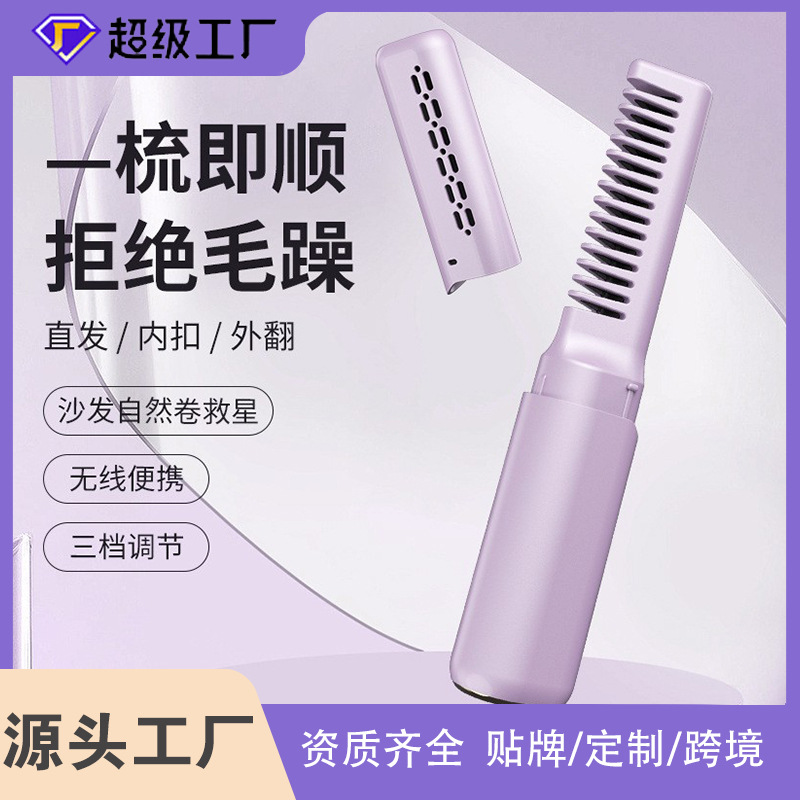 超级工厂
一梳即顺
拒绝毛躁
直发 / 内扣 / 外翻
沙发自然卷救星
无线便携
三档调节
源头工厂
资质齐全 贴牌/定制/跨境